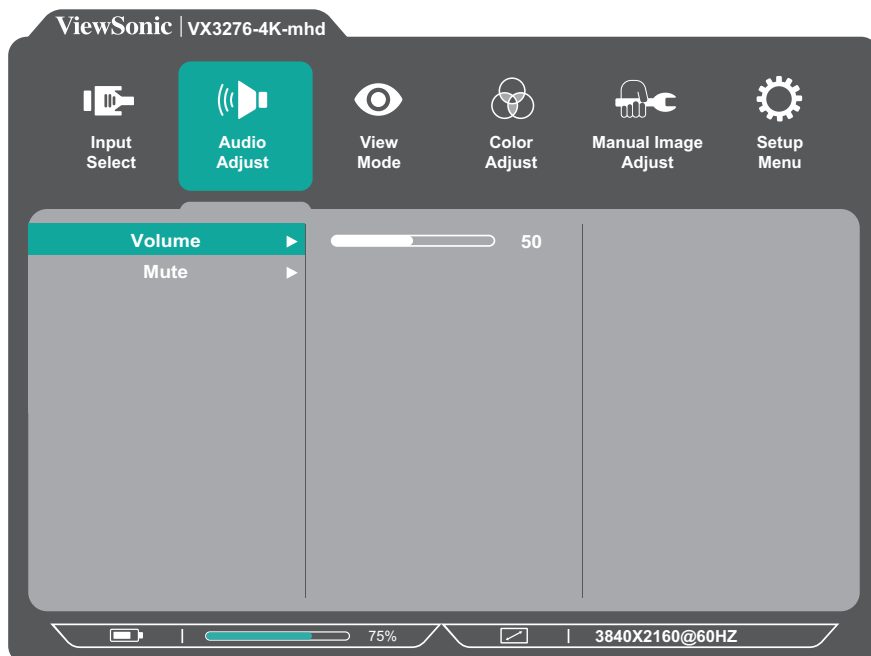 ViewSonic | VX3276-4K-mhd
Input Select
Audio Adjust
View Mode
Color Adjust
Manual Image Adjust
Setup Menu
Volume 50
Mute
75% | 3840X2160@60HZ